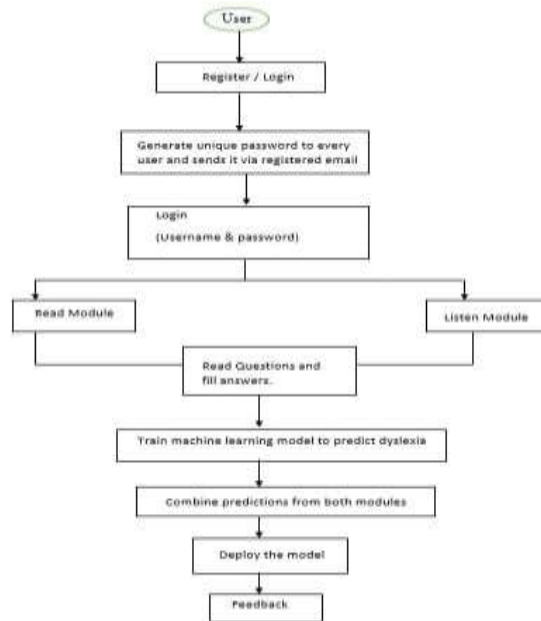 User
Register / Login
Generate unique password to every
user and sends it via registered email
Login
(Username & password)
Read Module
Listen Module
Read Questions and
fill answers.
Train machine learning model to predict dyslexia
Combine predictions from both modules
Deploy the model
Feedback